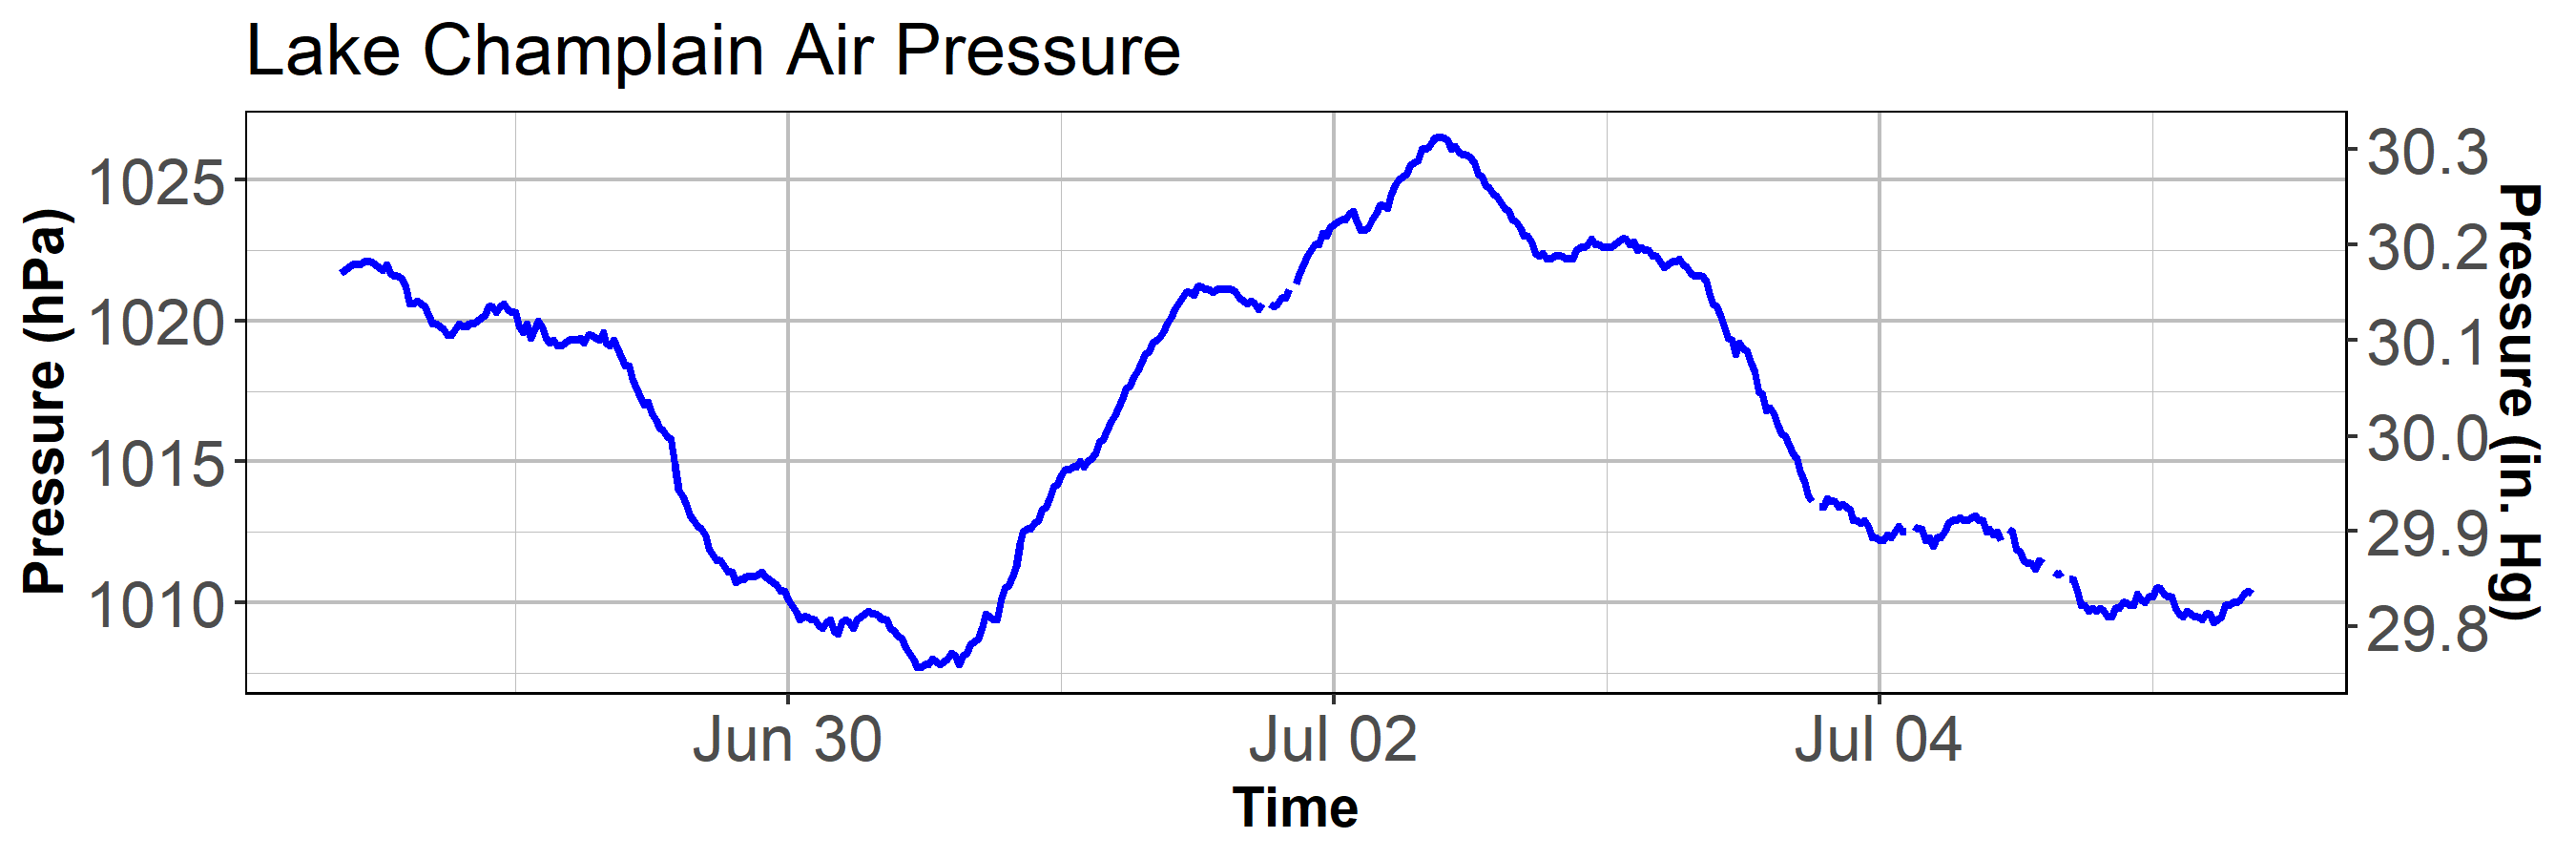 Lake Champlain Air Pressure
Pressure (hPa)
1025
1020
1015
1010
30.3
30.2
30.1
30.0
29.9
29.8
Pressure (in. Hg)
Jun 30
Jul 02
Jul 04
Time